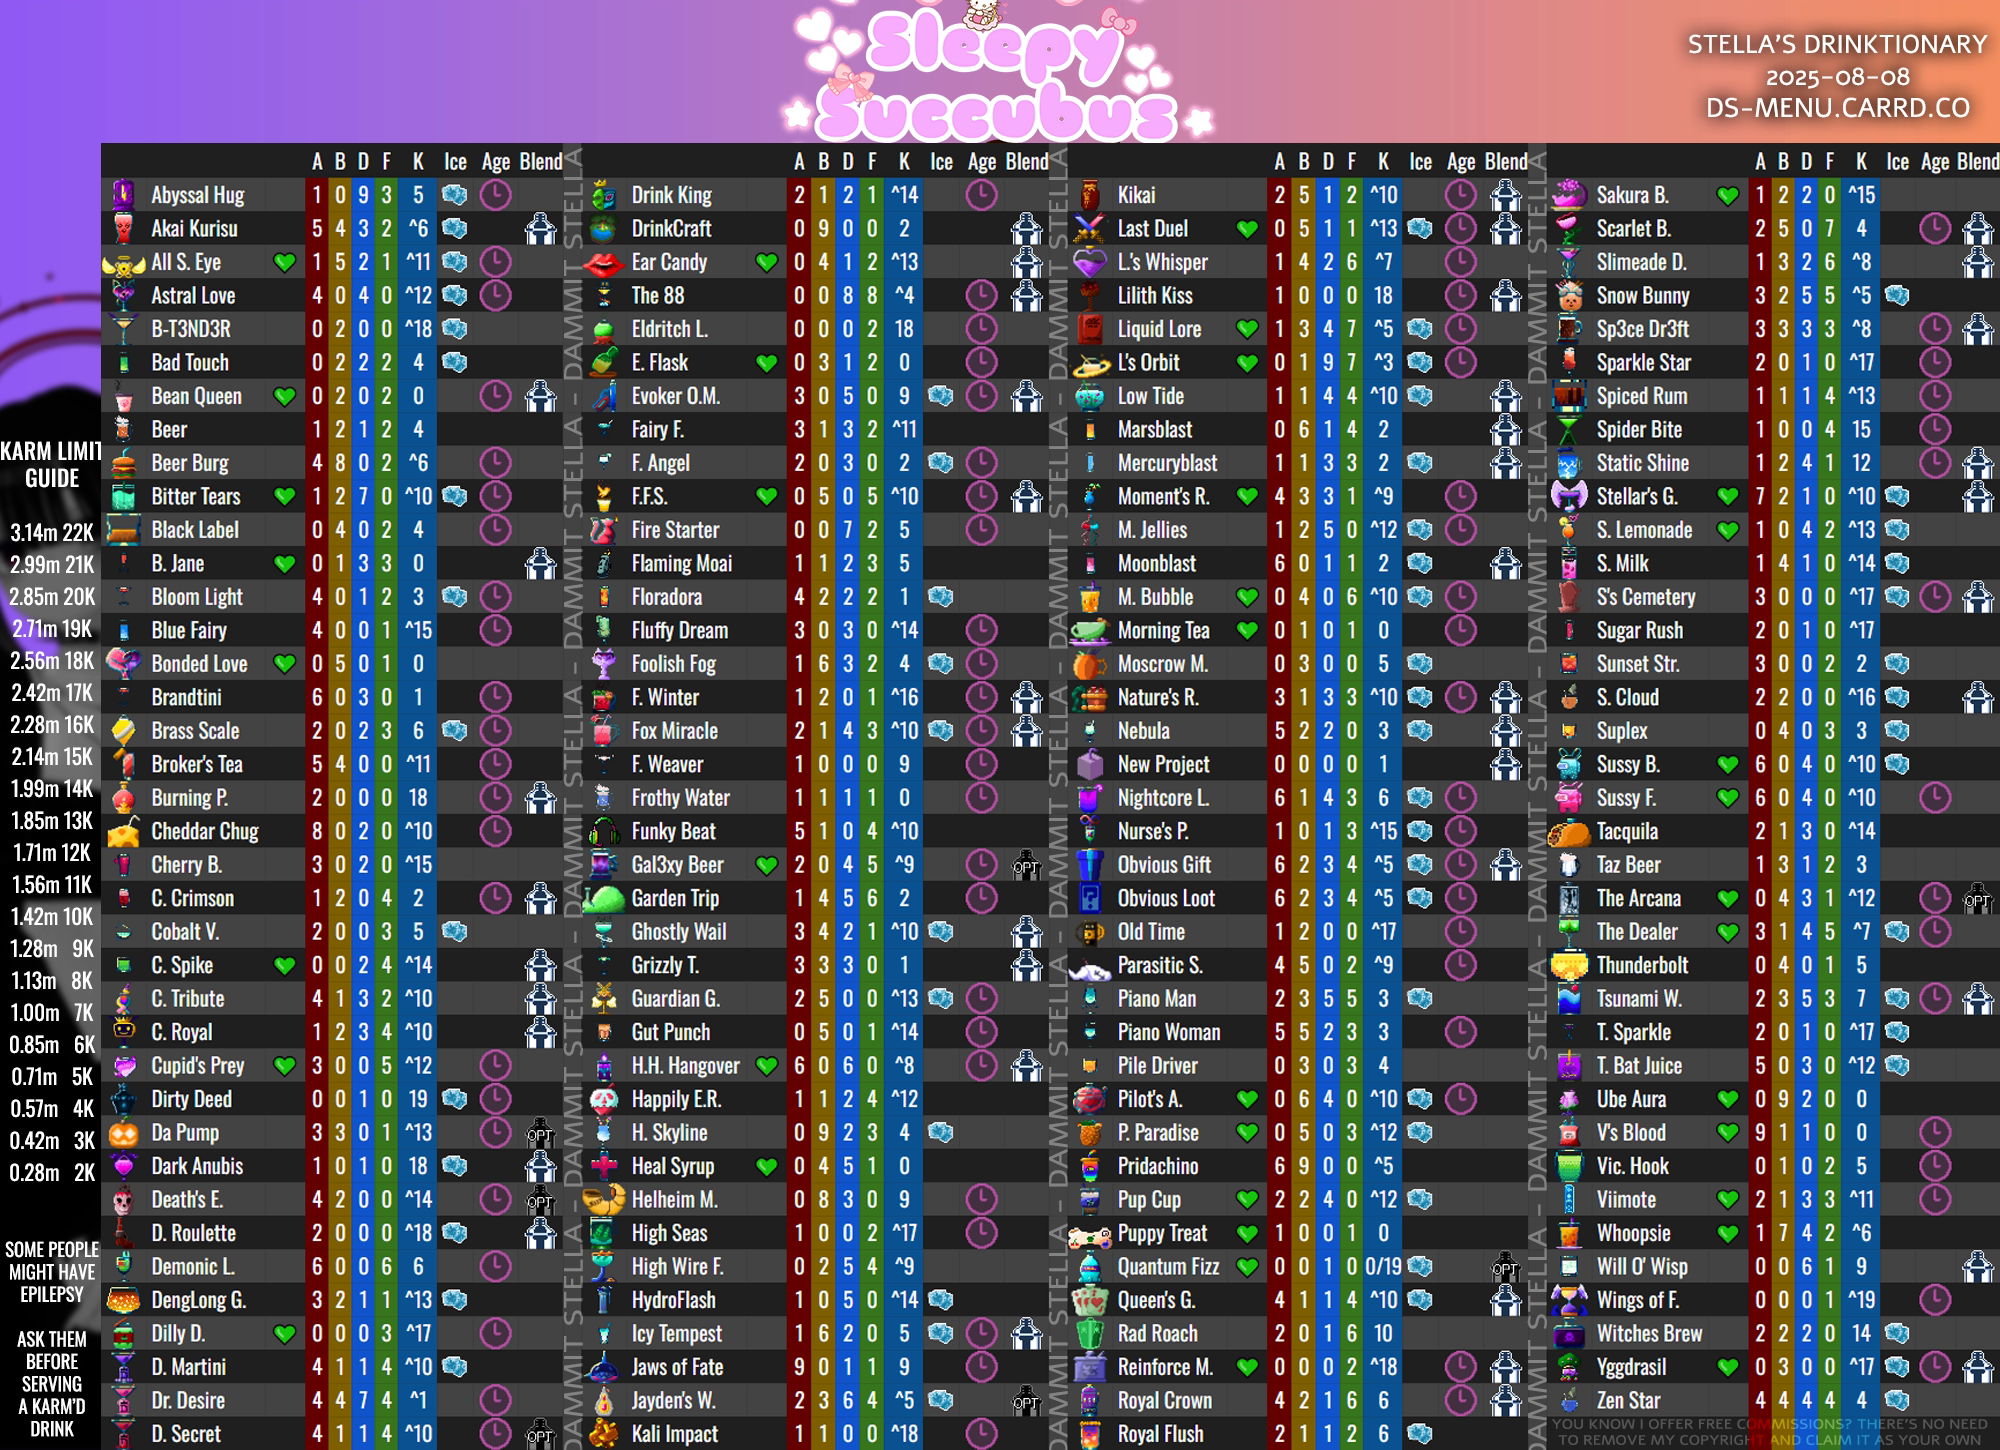 Sleepy
Succubus
STELLA'S DRINKTIONARY
2025-08-08
DS-MENU.CARRD.CO
KARM LIMIT
GUIDE
3.14m 22K
2.99m 21K
2.85m 20K
2.71m 19K
2.56m 18K
2.42m 17K
2.28m 16K
2.14m 15K
1.99m 14K
1.85m 13K
1.71m 12K
1.56m 11K
1.42m 10K
1.28m 9K
1.13m 8K
1.00m 7K
0.85m 6K
0.71m 5K
0.57m 4K
0.42m 3K
0.28m 2K
SOME PEOPLE
MIGHT HAVE
EPILEPSY
ASK THEM
BEFORE
SERVING
A KARM'D
DRINK
A B D F K Ice Age Blend
Abyssal Hug 1 0 9 3 5
Akai Kurisu 5 4 3 2 ^6
All S. Eye 1 5 2 1 ^11
Astral Love 4 0 4 0 ^12
B-T3ND3R 0 2 0 0 ^18
Bad Touch 0 2 2 2 4
Bean Queen 0 2 0 2 0
Beer 1 2 1 2 4
Beer Burg 4 8 0 2 ^6
Bitter Tears 1 2 7 0 ^10
Black Label 0 4 0 2 4
B. Jane 0 1 3 3 0
Bloom Light 4 0 1 2 3
Blue Fairy 4 0 0 1 ^15
Bonded Love 0 5 0 1 0
Brandtini 6 0 3 0 1
Brass Scale 2 0 2 3 6
Broker's Tea 5 4 0 0 ^11
Burning P. 2 0 0 0 18
Cheddar Chug 8 0 2 0 ^10
Cherry B. 3 0 2 0 ^15
C. Crimson 1 2 0 4 2
Cobalt V. 2 0 0 3 5
C. Spike 0 0 2 4 ^14
C. Tribute 4 1 3 2 ^10
C. Royal 1 2 3 4 ^10
Cupid's Prey 3 0 0 5 ^12
Dirty Deed 0 0 1 0 19
Da Pump 3 3 0 1 ^13 OPT
Dark Anubis 1 0 1 0 18
Death's E. 4 2 0 0 ^14 OPT
D. Roulette 2 0 0 0 ^18
Demonic L. 6 0 0 6 6
DengLong G. 3 2 1 1 ^13
Dilly D. 0 0 0 3 ^17
D. Martini 4 1 1 4 ^10
Dr. Desire 4 4 7 4 ^1
D. Secret 4 1 1 4 ^10 OPT
A B D F K Ice Age Blend
Drink King 2 1 2 1 ^14
DrinkCraft 0 9 0 0 2
Ear Candy 0 4 1 2 ^13
The 88 0 0 8 8 ^4
Eldritch L. 0 0 0 2 18
E. Flask 0 3 1 2 0
Evoker O.M. 3 0 5 0 9
Fairy F. 3 1 3 2 ^11
F. Angel 2 0 3 0 2
F.F.S. 0 5 0 5 ^10
Fire Starter 0 0 7 2 5
Flaming Moai 1 1 2 3 5
Floradora 4 2 2 2 1
Fluffy Dream 3 0 3 0 ^14
Foolish Fog 1 6 3 2 4
F. Winter 1 2 0 1 ^16
Fox Miracle 2 1 4 3 ^10
F. Weaver 1 0 0 0 9
Frothy Water 1 1 1 1 0
Funky Beat 5 1 0 4 ^10
Gal3xy Beer 2 0 4 5 ^9 OPT
Garden Trip 1 4 5 6 2
Ghostly Wail 3 4 2 1 ^10
Grizzly T. 3 3 3 0 1
Guardian G. 2 5 0 0 ^13
Gut Punch 0 5 0 1 ^14
H.H. Hangover 6 0 6 0 ^8
Happily E.R. 1 1 2 4 ^12
H. Skyline 0 9 2 3 4
Heal Syrup 0 4 5 1 0
Helheim M. 0 8 3 0 9
High Seas 1 0 0 2 ^17
High Wire F. 0 2 5 4 ^9
HydroFlash 1 0 5 0 ^14
Icy Tempest 1 6 2 0 5
Jaws of Fate 9 0 1 1 9
Jayden's W. 2 3 6 4 ^5 OPT
Kali Impact 1 1 0 0 ^18
A B D F K Ice Age Blend
Kikai 2 5 1 2 ^10
Last Duel 0 5 1 1 ^13
L.'s Whisper 1 4 2 6 ^7
Lilith Kiss 1 0 0 0 18
Liquid Lore 1 3 4 7 ^5
L's Orbit 0 1 9 7 ^3
Low Tide 1 1 4 4 ^10
Marsblast 0 6 1 4 2
Mercuryblast 1 1 3 3 2
Moment's R. 4 3 3 1 ^9
M. Jellies 1 2 5 0 ^12
Moonblast 6 0 1 1 2
M. Bubble 0 4 0 6 ^10
Morning Tea 0 1 0 1 0
Moscrow M. 0 3 0 0 5
Nature's R. 3 1 3 3 ^10
Nebula 5 2 2 0 3
New Project 0 0 0 0 1
Nightcore L. 6 1 4 3 6
Nurse's P. 1 0 1 3 ^15
Obvious Gift 6 2 3 4 ^5
Obvious Loot 6 2 3 4 ^5
Old Time 1 2 0 0 ^17
Parasitic S. 4 5 0 2 ^9
Piano Man 2 3 5 5 3
Piano Woman 5 5 2 3 3
Pile Driver 0 3 0 3 4
Pilot's A. 0 6 4 0 ^10
P. Paradise 0 5 0 3 ^12
Pridachino 6 9 0 0 ^5
Pup Cup 2 2 4 0 ^12
Puppy Treat 1 0 0 1 0
Quantum Fizz 0 0 1 0 0/19 OPT
Queen's G. 4 1 1 4 ^10
Rad Roach 2 0 1 6 10
Reinforce M. 0 0 0 2 ^18
Royal Crown 4 2 1 6 6
Royal Flush 2 1 1 2 6
A B D F K Ice Age Blend
Sakura B. 1 2 2 0 ^15
Scarlet B. 2 5 0 7 4
Slimeade D. 1 3 2 6 ^8
Snow Bunny 3 2 5 5 ^5
Sp3ce Dr3ft 3 3 3 3 ^8
Sparkle Star 2 0 1 0 ^17
Spiced Rum 1 1 1 4 ^13
Spider Bite 1 0 0 4 15
Static Shine 1 2 4 1 12
Stellar's G. 7 2 1 0 ^10
S. Lemonade 1 0 4 2 ^13
S. Milk 1 4 1 0 ^14
S's Cemetery 3 0 0 0 ^17
Sugar Rush 2 0 1 0 ^17
Sunset Str. 3 0 0 2 2
S. Cloud 2 2 0 0 ^16
Suplex 0 4 0 3 3
Sussy B. 6 0 4 0 ^10
Sussy F. 6 0 4 0 ^10
Tacquila 2 1 3 0 ^14
Taz Beer 1 3 1 2 3
The Arcana 0 4 3 1 ^12 OPT
The Dealer 3 1 4 5 ^7
Thunderbolt 0 4 0 1 5
Tsunami W. 2 3 5 3 7
T. Sparkle 2 0 1 0 ^17
T. Bat Juice 5 0 3 0 ^12
Ube Aura 0 9 2 0 0
V's Blood 9 1 1 0 0
Vic. Hook 0 1 0 2 5
Viimote 2 1 3 3 ^11
Whoopsie 1 7 4 2 ^6
Will O' Wisp 0 0 6 1 9
Wings of F. 0 0 0 1 ^19
Witches Brew 2 2 2 0 14
Yggdrasil 0 3 0 0 ^17
Zen Star 4 4 4 4 4
YOU KNOW I OFFER FREE COMMISSIONS? THERE'S NO NEED
TO REMOVE MY COPYRIGHT AND CLAIM IT AS YOUR OWN